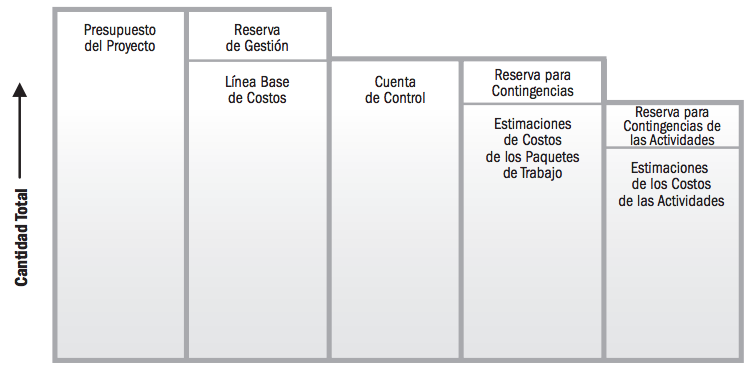 Presupuesto
del Proyecto
Reserva
de Gestión
Línea Base
de Costos
Cuenta
de Control
Reserva para
Contingencias
Estimaciones
de Costos
de los Paquetes
de Trabajo
Reserva para
Contingencias de
las Actividades
Estimaciones
de los Costos
de las Actividades
Cantidad Total